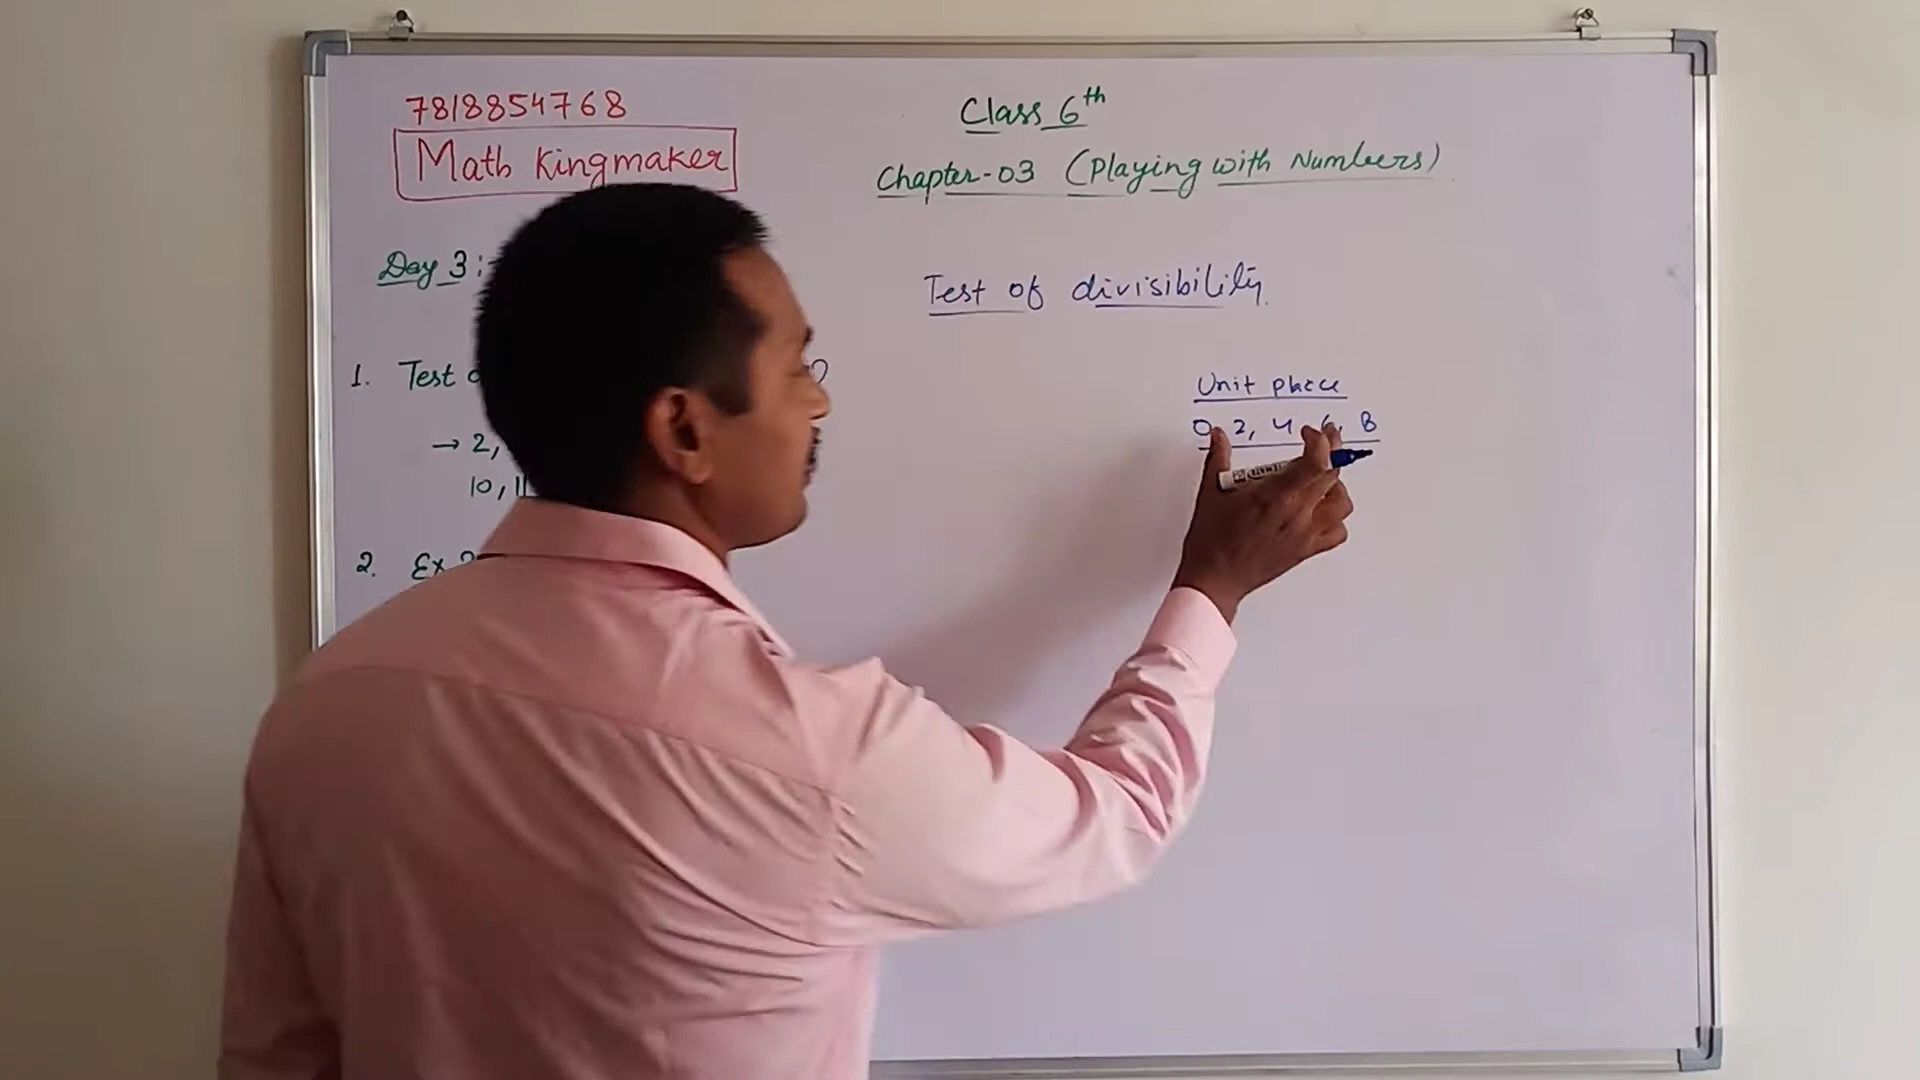 7818854768
Math Kingmaker
Class 6th
Chapter-03 (Playing with Numbers)
Day 3:-
Test of divisibility.
1. Test
Unit place
0, 2, 4, 6, 8
→ 2,
10, 11
2. Ex